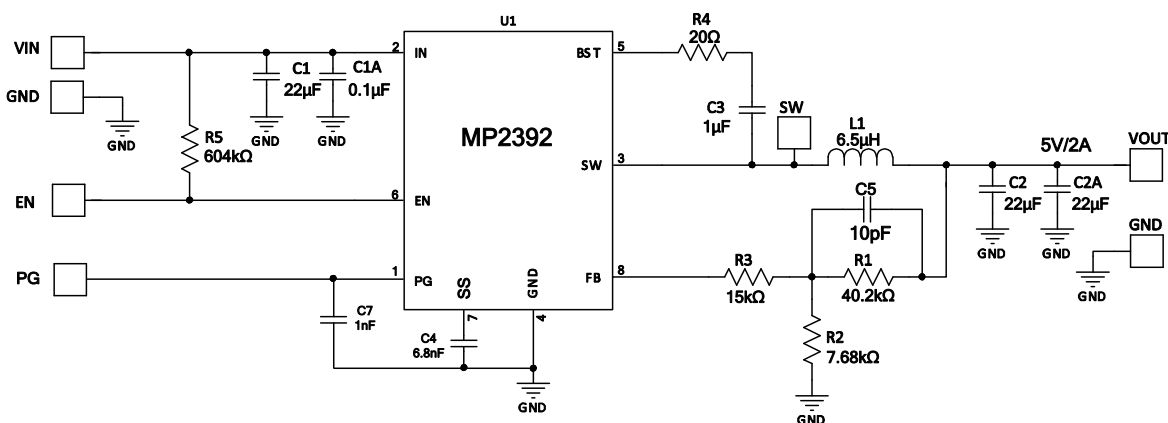 U1
VIN
2
IN
C1
22µF
C1A
0.1µF
GND
GND
GND
GND
R5
604kΩ
EN
6
EN
PG
1
PG
C7
1nF
SS
7
GND
4
C4
6.8nF
GND
MP2392
BST
5
R4
20Ω
C3
1µF
SW
SW
3
L1
6.5µH
5V/2A
VOUT
C2
22µF
C2A
22µF
GND
GND
GND
GND
C5
10pF
FB
8
R3
15kΩ
R1
40.2kΩ
R2
7.68kΩ
GND